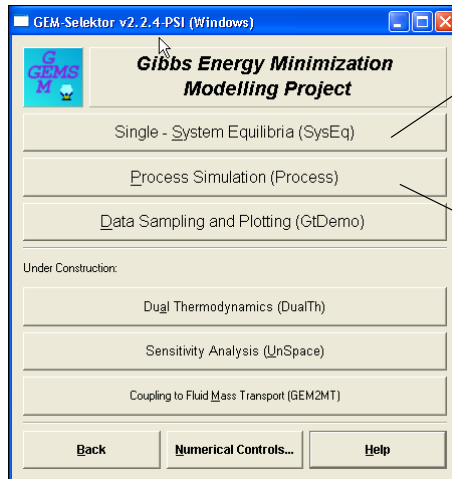 GEM-Selektor v2.2.4-PSI (Windows)
G
GEMS
M
Gibbs Energy Minimization
Modelling Project
Single - System Equilibria (SysEq)
Process Simulation (Process)
Data Sampling and Plotting (GtDemo)
Under Construction:
Dual Thermodynamics (DualTh)
Sensitivity Analysis (UnSpace)
Coupling to Fluid Mass Transport (GEM2MT)
Back Numerical Controls... Help